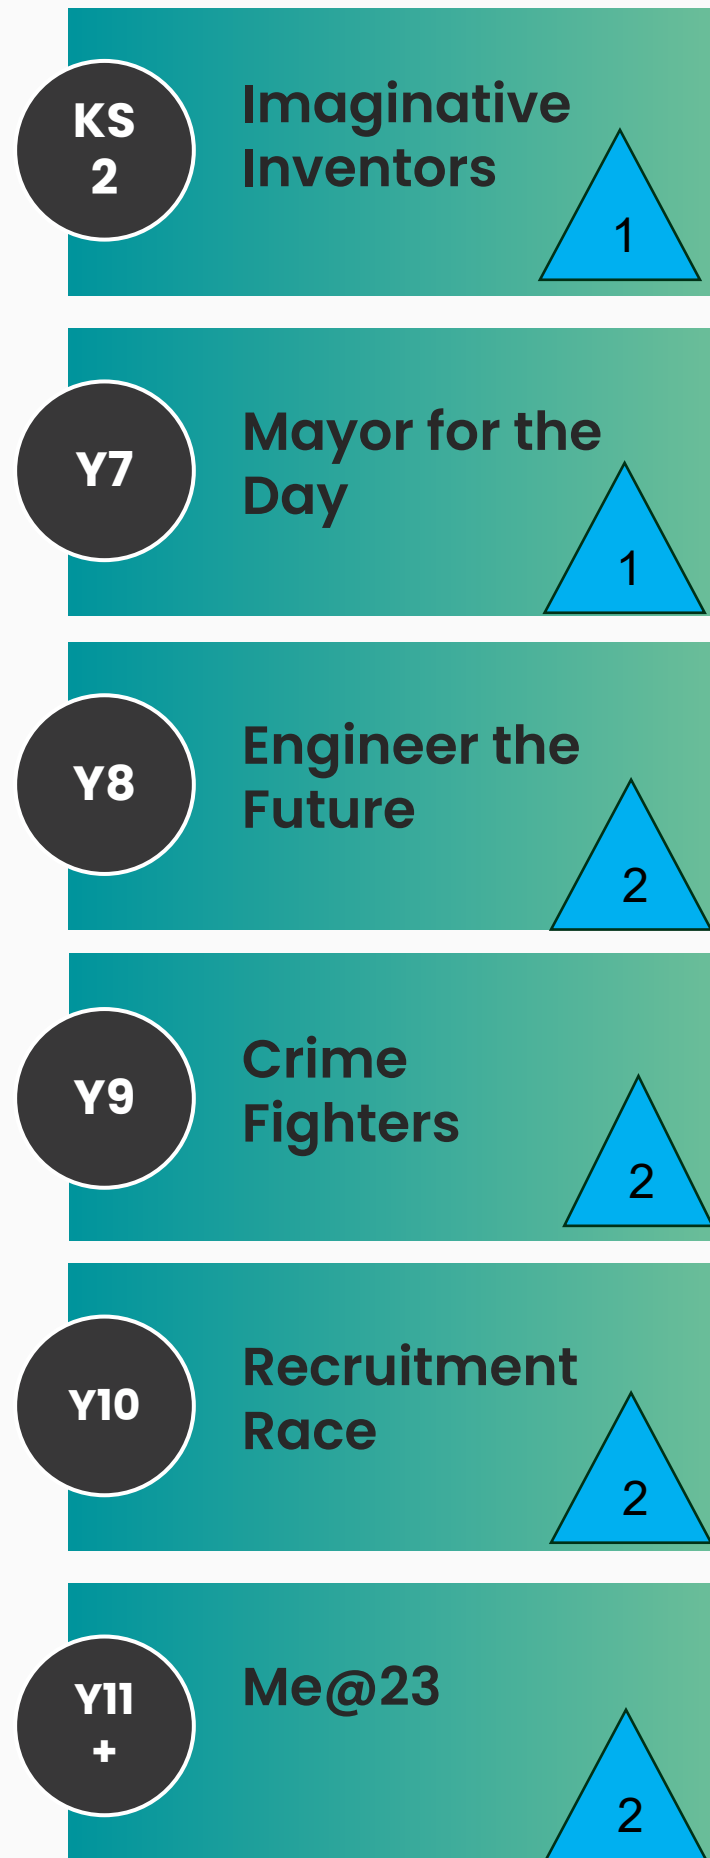 KS
2
Imaginative
Inventors
1
Y7
Mayor for the
Day
1
Y8
Engineer the
Future
2
Y9
Crime
Fighters
2
Y10
Recruitment
Race
2
Y11
+
Me@23
2